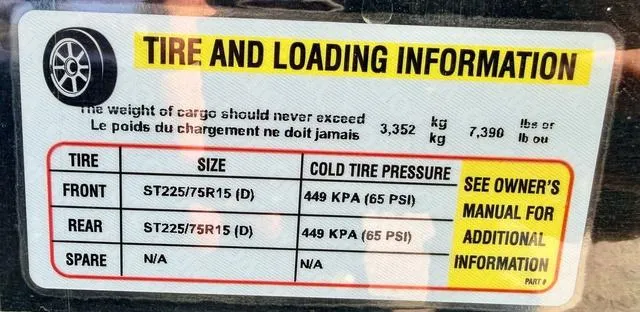 TIRE AND LOADING INFORMATION
The weight of cargo should never exceed 3,352 kg 7,390 lbs or
Le poids du chargement ne doit jamais kg lb ou
TIRE SIZE COLD TIRE PRESSURE
FRONT ST225/75R15 (D) 449 KPA (65 PSI)
REAR ST225/75R15 (D) 449 KPA (65 PSI)
SPARE N/A N/A
SEE OWNER'S
MANUAL FOR
ADDITIONAL
INFORMATION
PART #